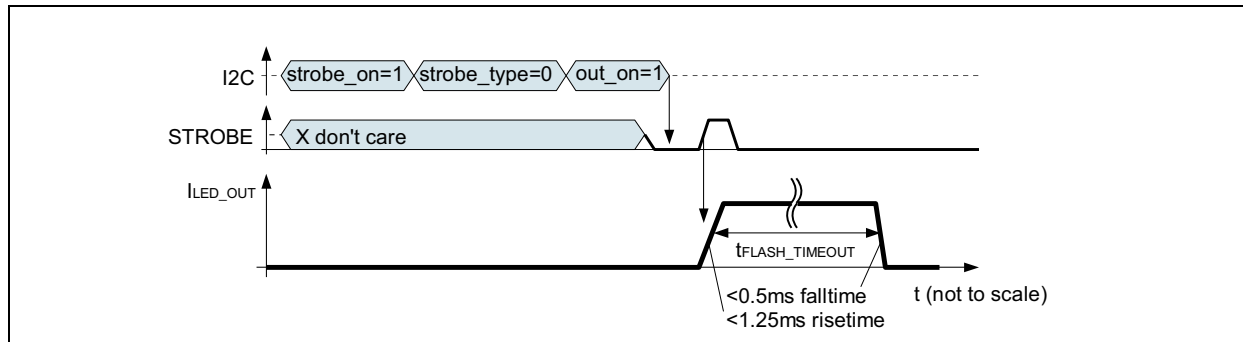 I2C
strobe_on=1 strobe_type=0 out_on=1
STROBE
X don't care
ILED_OUT
tFLASH_TIMEOUT
<0.5ms falltime
<1.25ms risetime
t (not to scale)